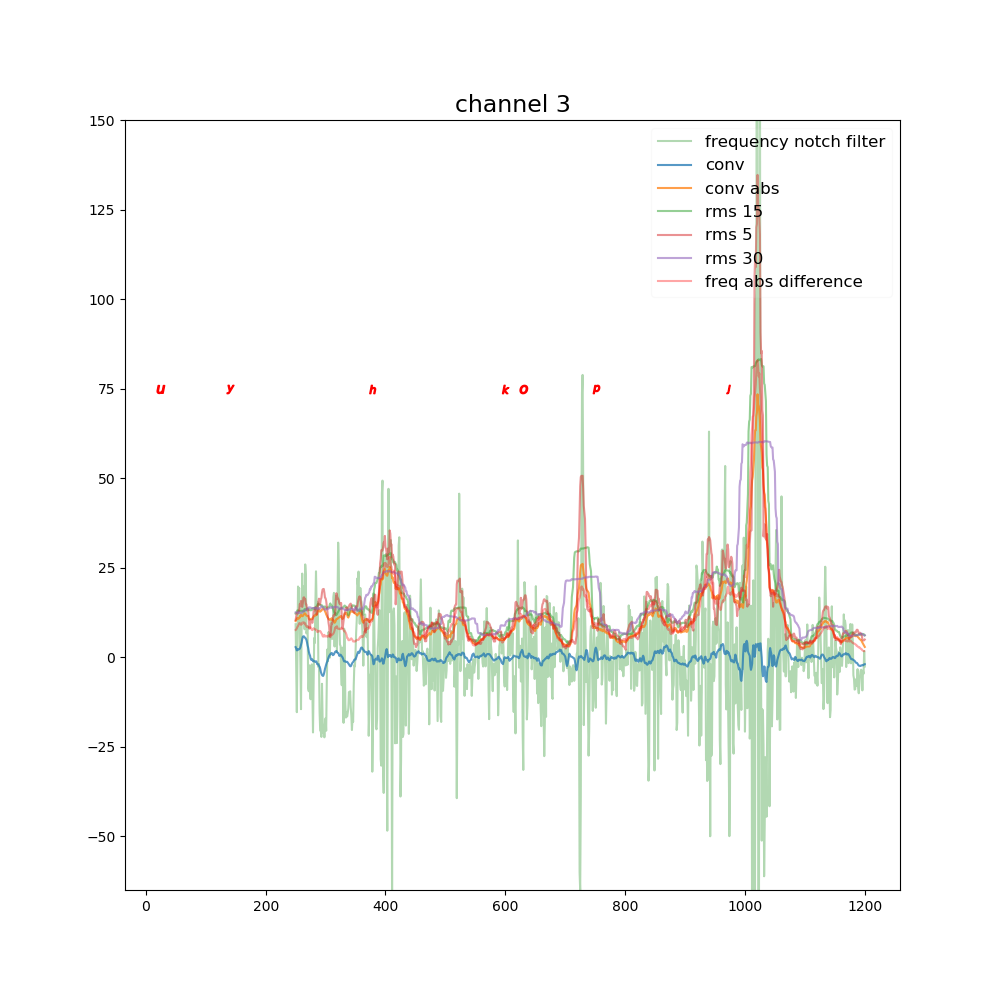 channel 3
150
frequency notch filter
conv
conv abs
125
rms 15
rms 5
rms 30
freq abs difference
100
75
u y h k o p j
50
25
0
−25
−50
0 200 400 600 800 1000 1200